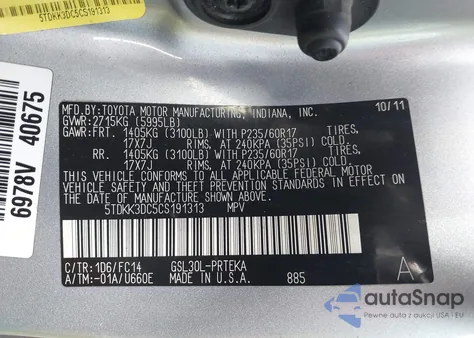 5TDKK3DC5CS191313
6978V 40675
MFD. BY: TOYOTA MOTOR MANUFACTURING, INDIANA, INC. 10/11
GVWR: 2715KG (5995LB)
GAWR: FRT. 1405KG (3100LB) WITH P235/60R17 TIRES,
17X7J RIMS, AT 240KPA (35PSI) COLD.
RR. 1405KG (3100LB) WITH P235/60R17 TIRES,
17X7J RIMS, AT 240KPA (35PSI) COLD.
THIS VEHICLE CONFORMS TO ALL APPLICABLE FEDERAL MOTOR
VEHICLE SAFETY AND THEFT PREVENTION STANDARDS IN EFFECT ON
THE DATE OF MANUFACTURE SHOWN ABOVE.
5TDKK3DC5CS191313 MPV
C/TR: 1D6/FC14 GSL30L-PRTEKA
A/TM: -01A/U660E MADE IN U.S.A. 885 A
autoSnap
Powered by EU